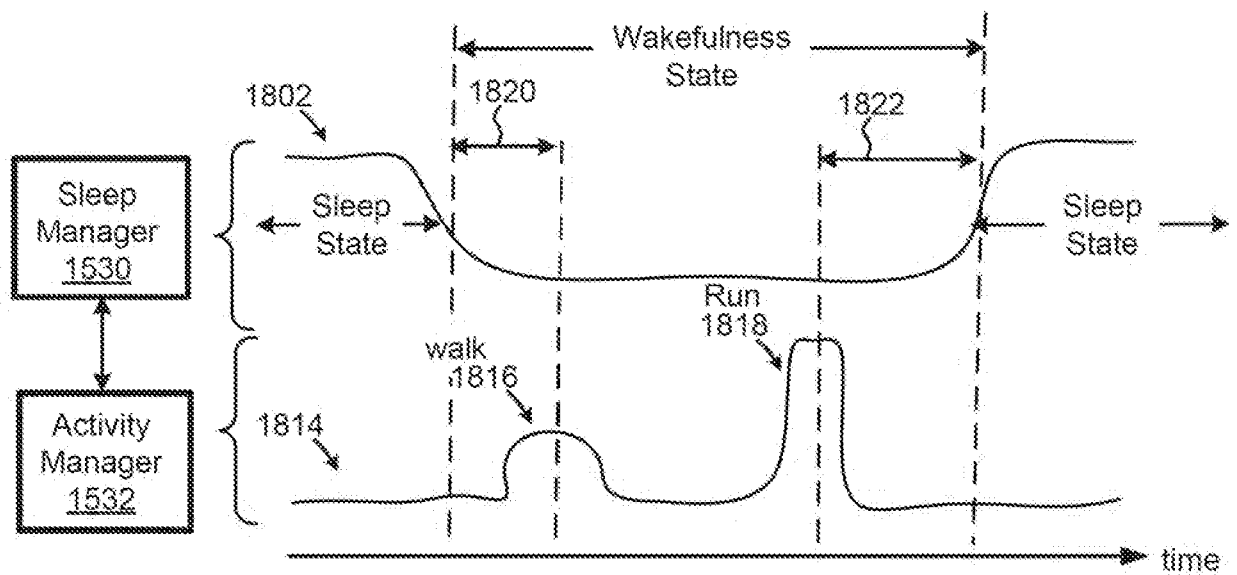 Wakefulness
State
1802
1820
1822
Sleep
Manager
1530
Sleep
State
Sleep
State
Run
1818
walk
1816
Activity
Manager
1532
1814
time